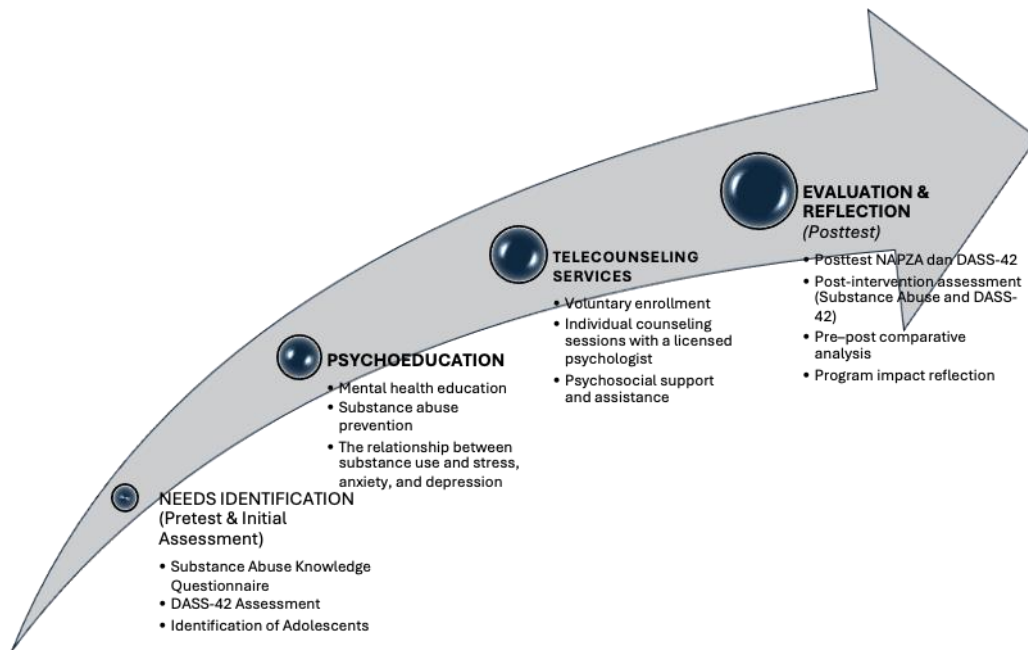 NEEDS IDENTIFICATION
(Pretest & Initial
Assessment)
• Substance Abuse Knowledge
Questionnaire
• DASS-42 Assessment
• Identification of Adolescents
PSYCHOEDUCATION
• Mental health education
• Substance abuse
prevention
• The relationship between
substance use and stress,
anxiety, and depression
TELECOUNSELING
SERVICES
• Voluntary enrollment
• Individual counseling
sessions with a licensed
psychologist
• Psychosocial support
and assistance
EVALUATION &
REFLECTION
(Posttest)
• Posttest NAPZA dan DASS-42
• Post-intervention assessment
(Substance Abuse and DASS-
42)
• Pre–post comparative
analysis
• Program impact reflection